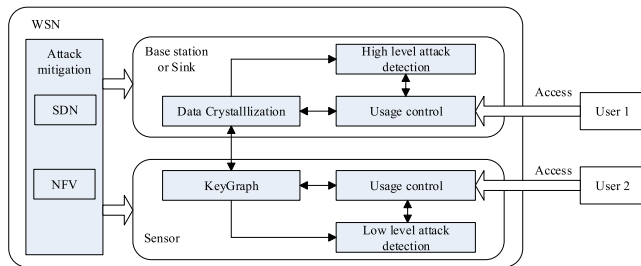 WSN
Attack
mitigation
SDN
NFV
Base station
or Sink
High level attack
detection
Data Crystalllization
Usage control
Access
User 1
KeyGraph
Usage control
Access
User 2
Low level attack
detection
Sensor